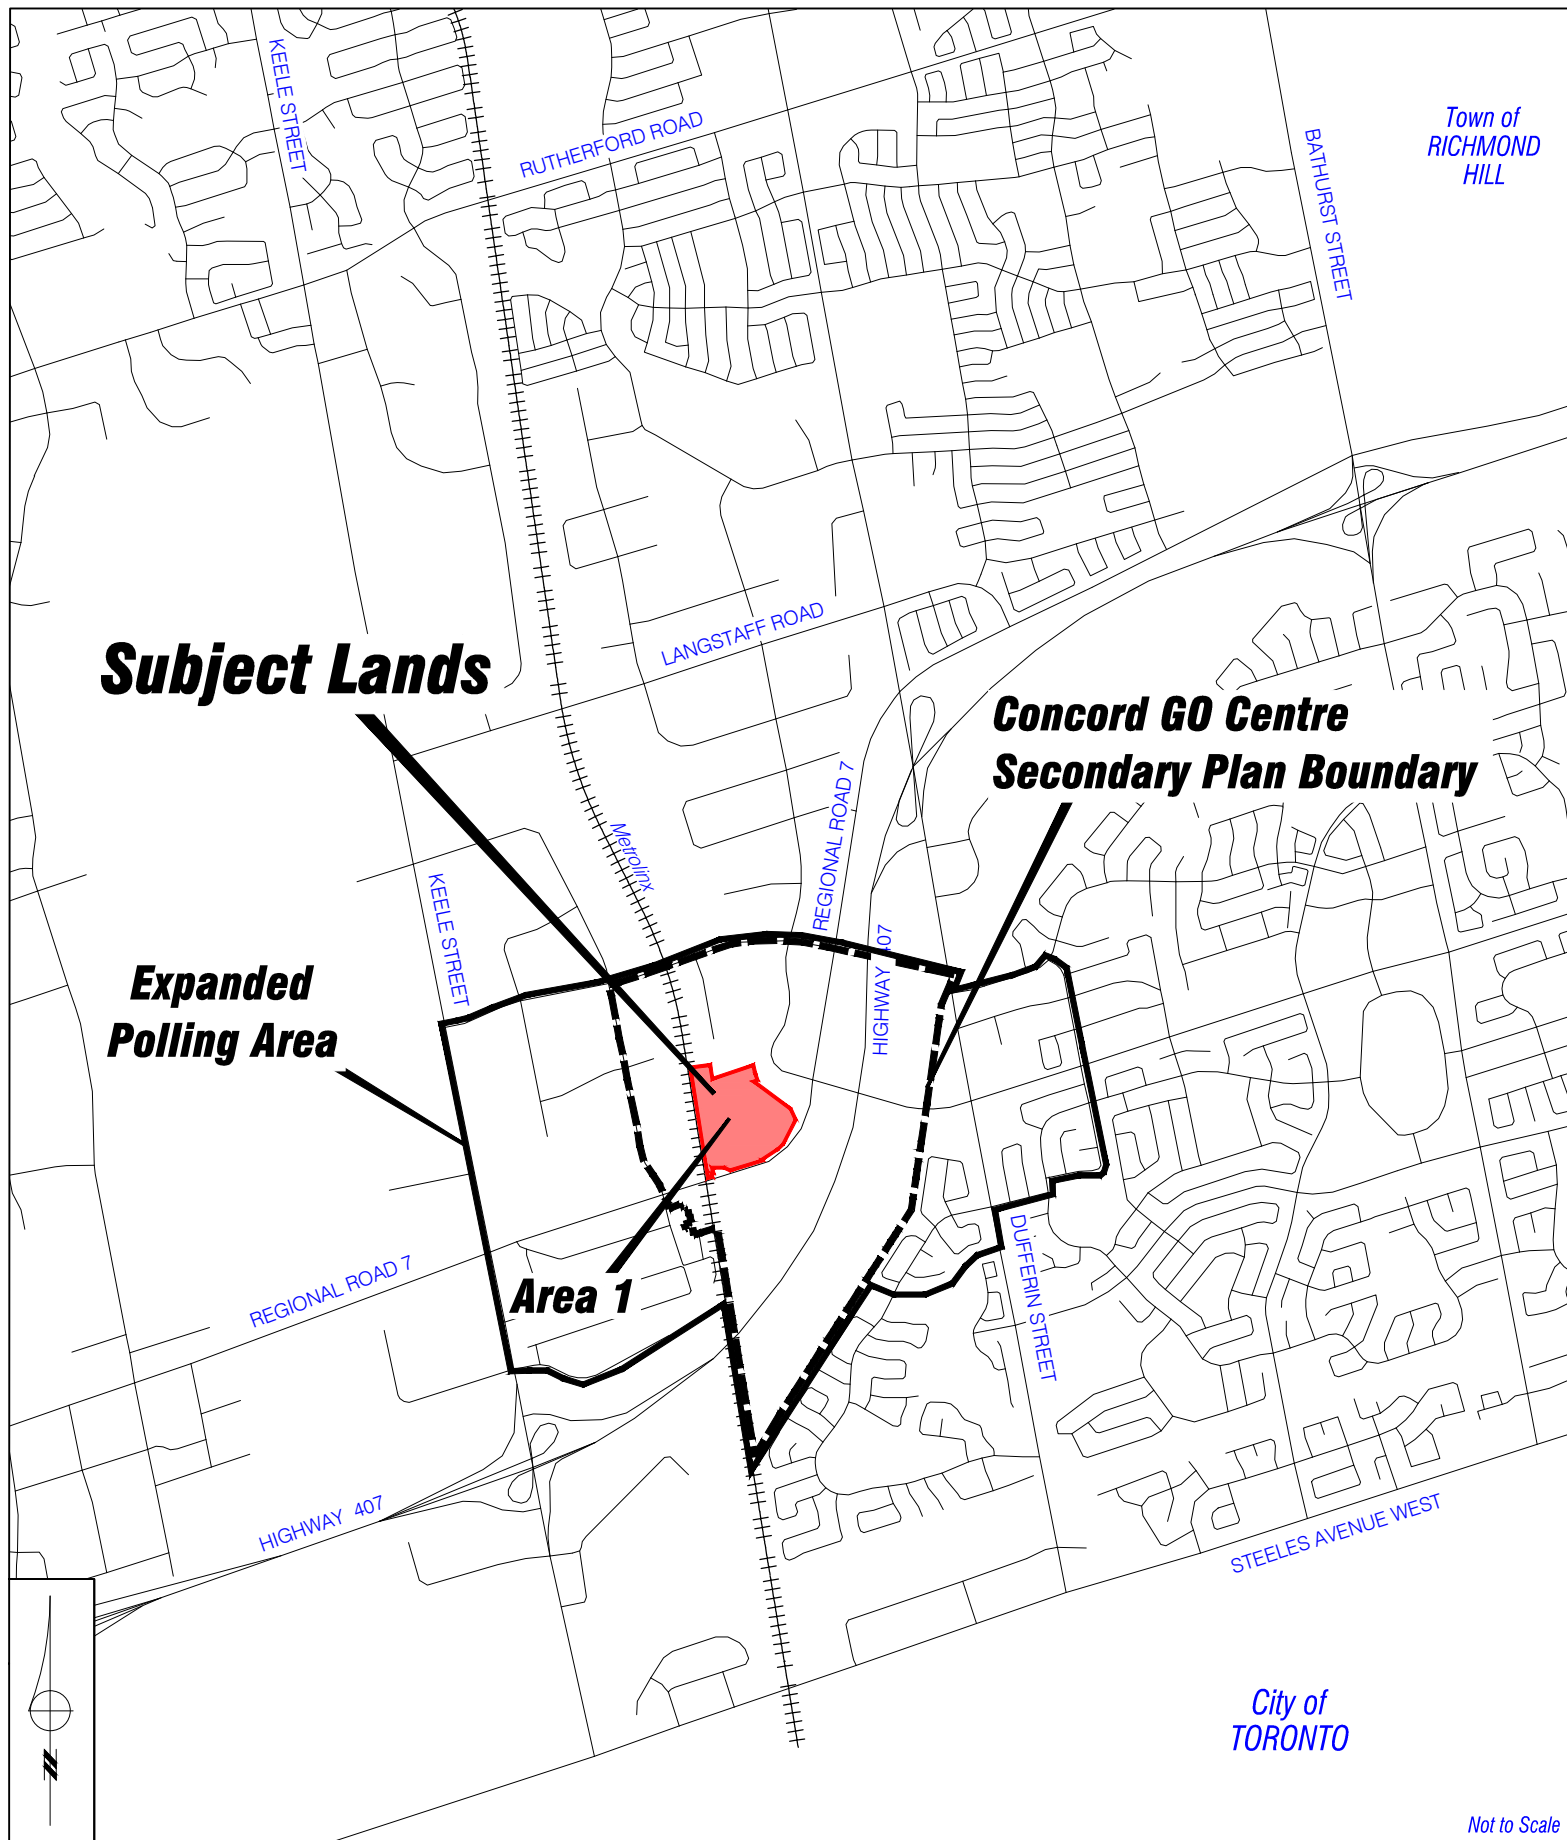 KEELE STREET
RUTHERFORD ROAD
Town of
RICHMOND
HILL
BATHURST STREET
LANGSTAFF ROAD
Subject Lands
Concord GO Centre
Secondary Plan Boundary
REGIONAL ROAD 7
Metrolinx
KEELE STREET
HIGHWAY 407
Expanded
Polling Area
Area 1
REGIONAL ROAD 7
DUFFERIN STREET
HIGHWAY 407
STEELES AVENUE WEST
City of
TORONTO
N
Not to Scale